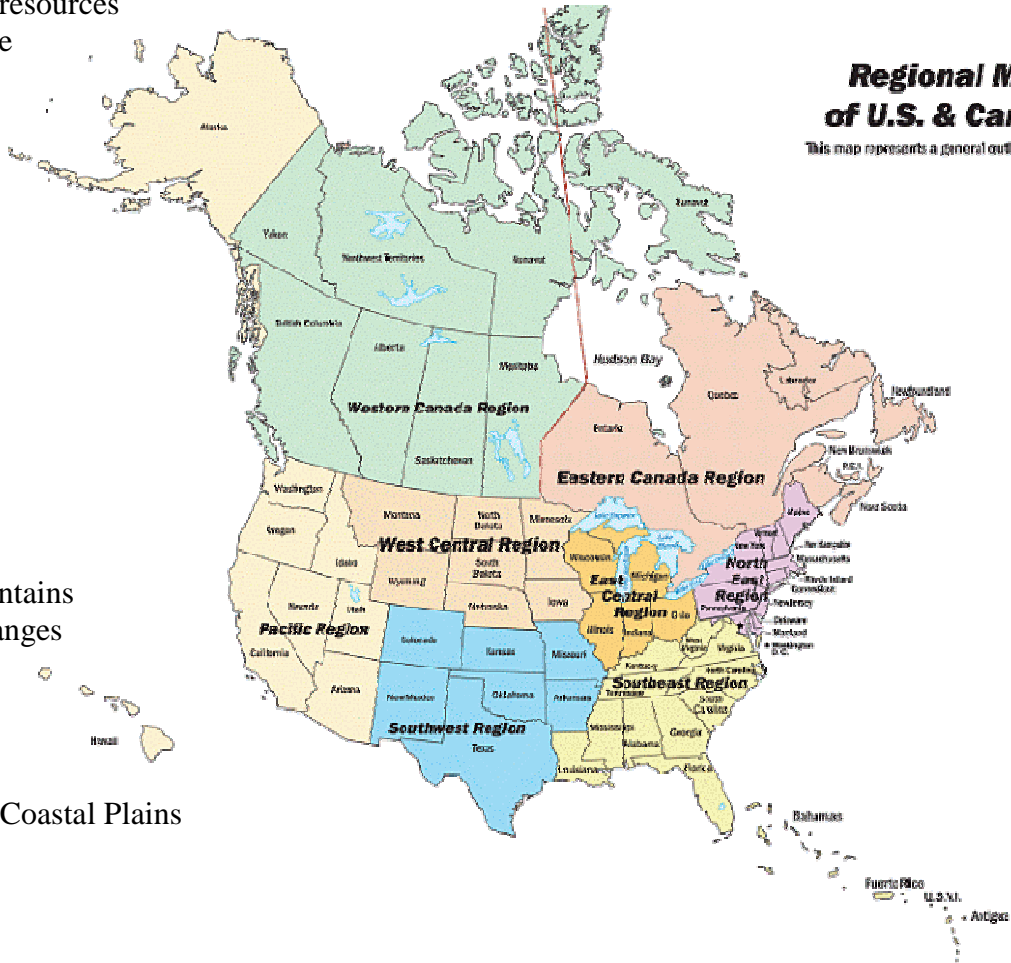 resources
e
Regional M
of U.S. & Ca
This map represents a general out
Alaska
Yukon
Northwest Territories
Nunavut
Nunavut
British Columbia
Alberta
Manitoba
Hudson Bay
Quebec
Labrador
Newfoundland
Western Canada Region
Ontario
Saskatchewan
Eastern Canada Region
New Brunswick
P.E.I.
Nova Scotia
Washington
Montana
North
Dakota
Minnesota
Maine
Oregon
Idaho
West Central Region
South
Dakota
Wyoming
Nebraska
Iowa
Wisconsin
Michigan
Lake Superior
East
Central
Region
Illinois
Indiana
Ohio
Vermont
New York
New Hampshire
Massachusetts
Rhode Island
Connecticut
North
East
Region
Pennsylvania
New Jersey
Delaware
Maryland
Washington
D.C.
ntains
anges
Nevada
Utah
Pacific Region
California
Arizona
Colorado
Kansas
Missouri
West
Virginia
Virginia
Kentucky
North Carolina
Southeast Region
Tennessee
South
Carolina
New Mexico
Oklahoma
Arkansas
Southwest Region
Texas
Mississippi
Alabama
Georgia
Louisiana
Florida
Hawaii
Coastal Plains
Bahamas
Puerto Rico
U.S.V.I.
Antigua